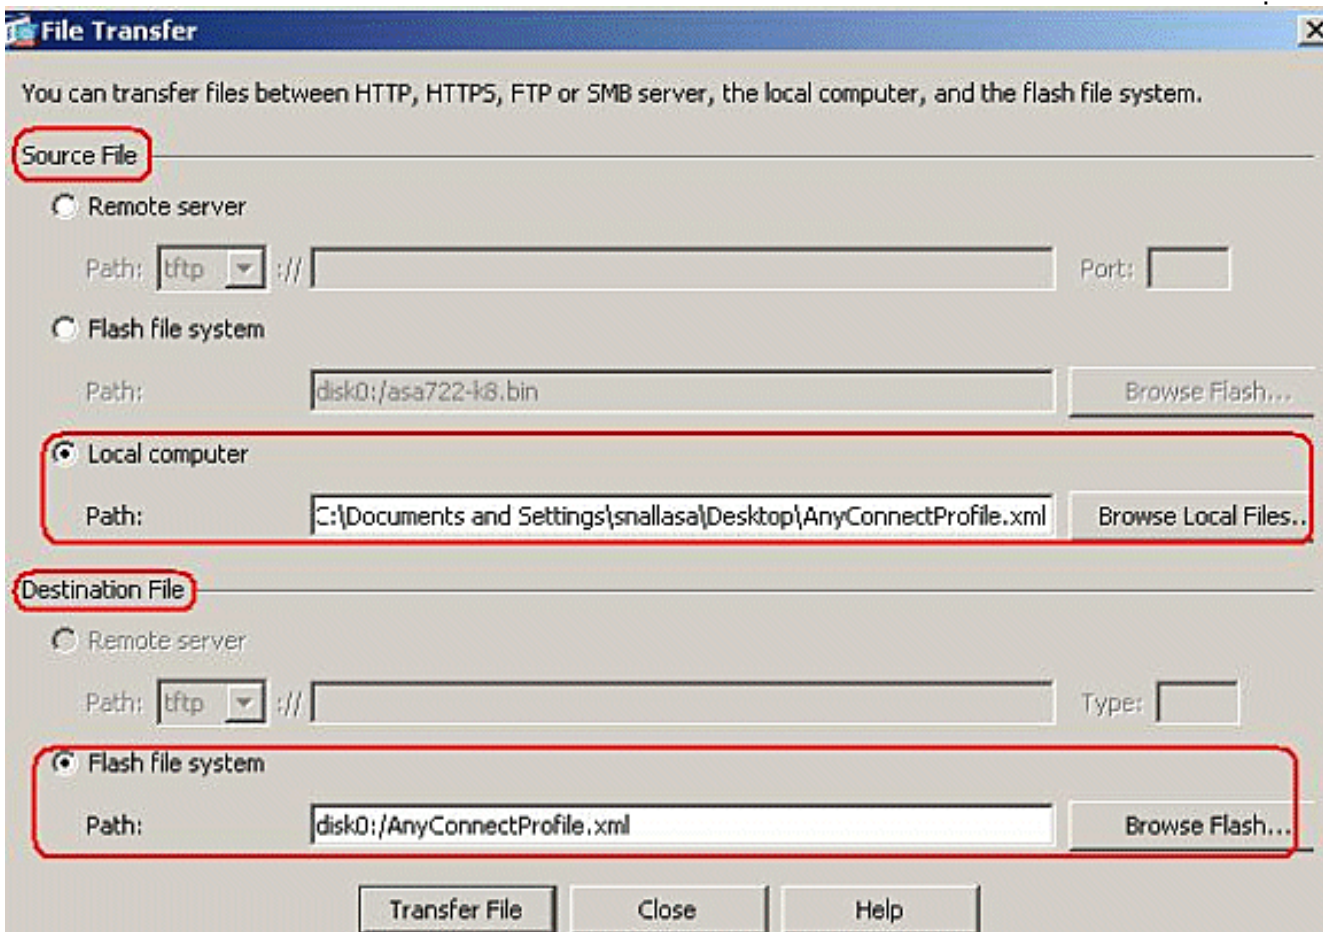 File Transfer
You can transfer files between HTTP, HTTPS, FTP or SMB server, the local computer, and the flash file system.
Source File
Remote server
Path: tftp :// Port:
Flash file system
Path: disk0:/asa722-k8.bin Browse Flash...
Local computer
Path: C:\Documents and Settings\snallasa\Desktop\AnyConnectProfile.xml Browse Local Files..
Destination File
Remote server
Path: tftp :// Type:
Flash file system
Path: disk0:/AnyConnectProfile.xml Browse Flash...
Transfer File Close Help